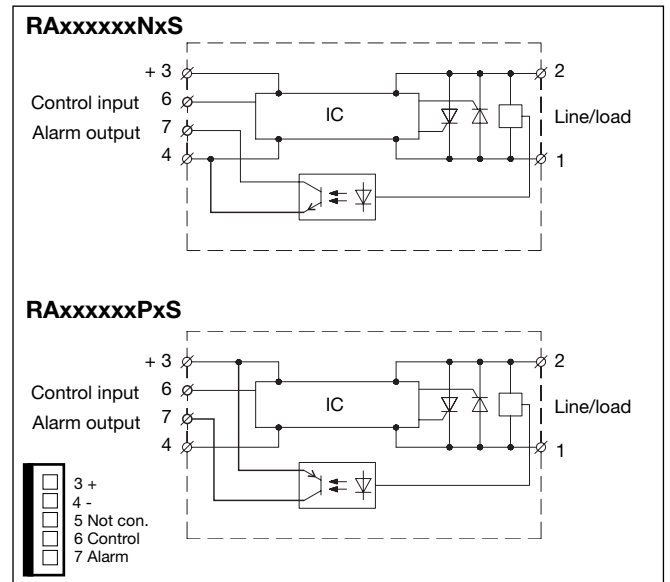 RAxxxxxxNxS
+ 3
2
Control input 6
IC
Line/load
Alarm output 7
4
1
RAxxxxxxPxS
+ 3
2
Control input 6
IC
Line/load
Alarm output 7
4
1
3 +
4 -
5 Not con.
6 Control
7 Alarm